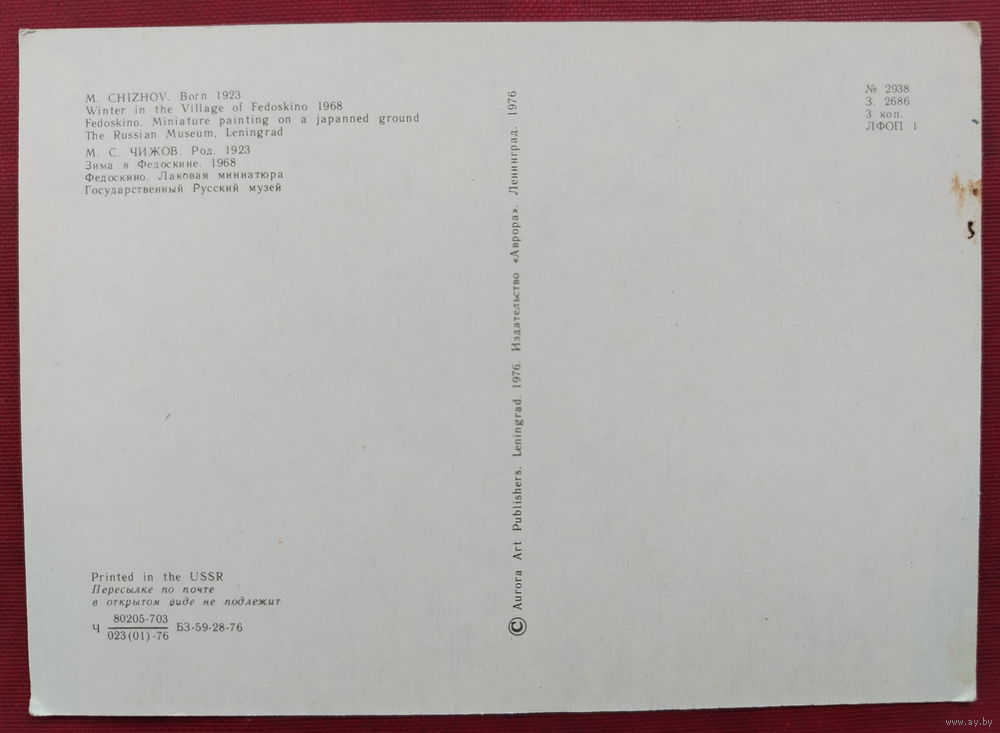 M. CHIZHOV. Born 1923
Winter in the Village of Fedoskino 1968
Fedoskino. Miniature painting on a japanned ground
The Russian Museum, Leningrad
М. С. ЧИЖОВ. Род. 1923
Зима в Федоскине. 1968
Федоскино. Лаковая миниатюра
Государственный Русский музей
№ 2938
З. 2686
3 коп.
ЛФОП 1
© Aurora Art Publishers. Leningrad. 1976. Издательство «Аврора». Ленинград. 1976
Printed in the USSR
Пересылке по почте
в открытом виде не подлежит
Ч 80205-703
023(01)-76 БЗ-59-28-76
www.ay.by